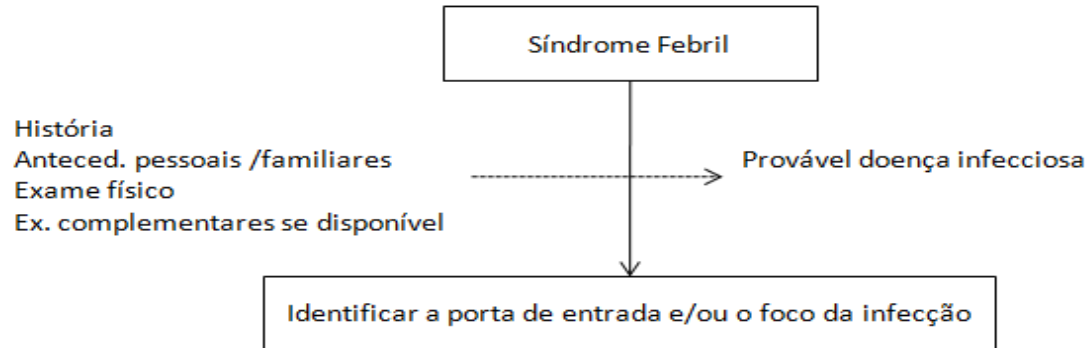 Síndrome Febril
História
Anteced. pessoais /familiares
Exame físico
Ex. complementares se disponível
Provável doença infecciosa
Identificar a porta de entrada e/ou o foco da infecção